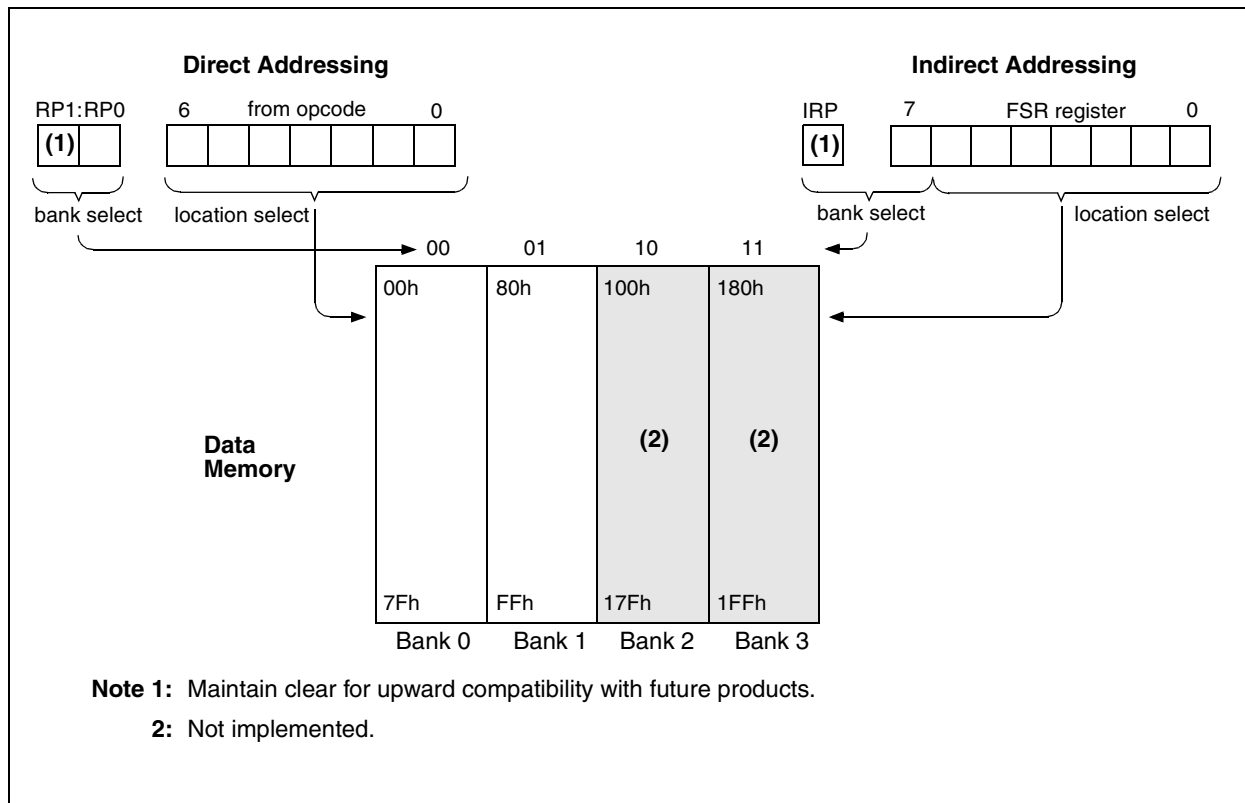 Direct Addressing
Indirect Addressing
RP1:RP0 6 from opcode 0
IRP 7 FSR register 0
(1)
(1)
bank select location select
bank select location select
00 01 10 11
00h 80h 100h 180h
Data
Memory
(2) (2)
7Fh FFh 17Fh 1FFh
Bank 0 Bank 1 Bank 2 Bank 3
Note 1: Maintain clear for upward compatibility with future products.
2: Not implemented.